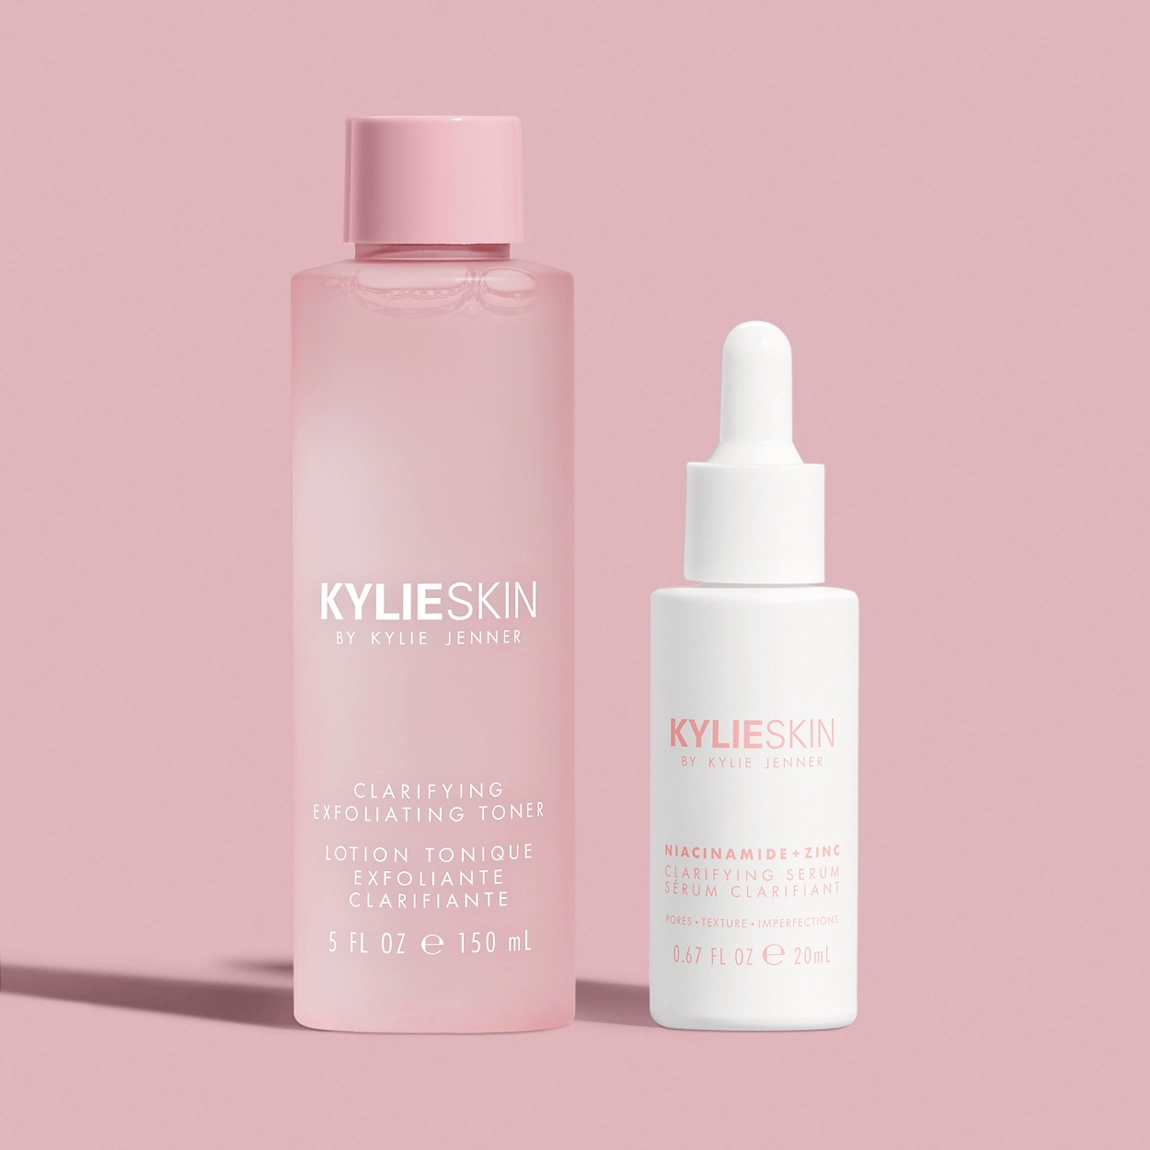 KYLIESKIN
BY KYLIE JENNER
CLARIFYING
EXFOLIATING TONER
LOTION TONIQUE
EXFOLIANTE
CLARIFIANTE
5 FL OZ ℮ 150 mL
KYLIESKIN
BY KYLIE JENNER
NIACINAMIDE+ZINC
CLARIFYING SERUM
SÉRUM CLARIFIANT
PORES • TEXTURE • IMPERFECTIONS
0.67 FL OZ ℮ 20mL